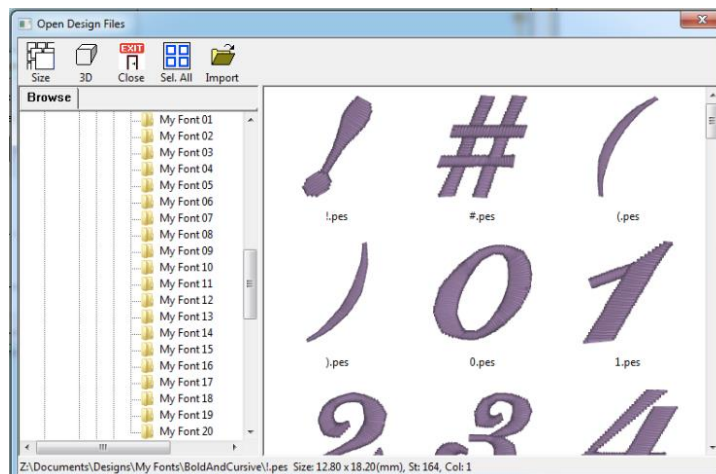 Open Design Files
Size 3D EXIT Close Sel. All Import
Browse
My Font 01
My Font 02
My Font 03
My Font 04
My Font 05
My Font 06
My Font 07
My Font 08
My Font 09
My Font 10
My Font 11
My Font 12
My Font 13
My Font 14
My Font 15
My Font 16
My Font 17
My Font 18
My Font 19
My Font 20
! # (
!.pes #.pes (.pes
) 0 1
).pes 0.pes 1.pes
2 3 4
Z:\Documents\Designs\My Fonts\BoldAndCursive\!.pes Size: 12.80 x 18.20(mm), St: 164, Col: 1